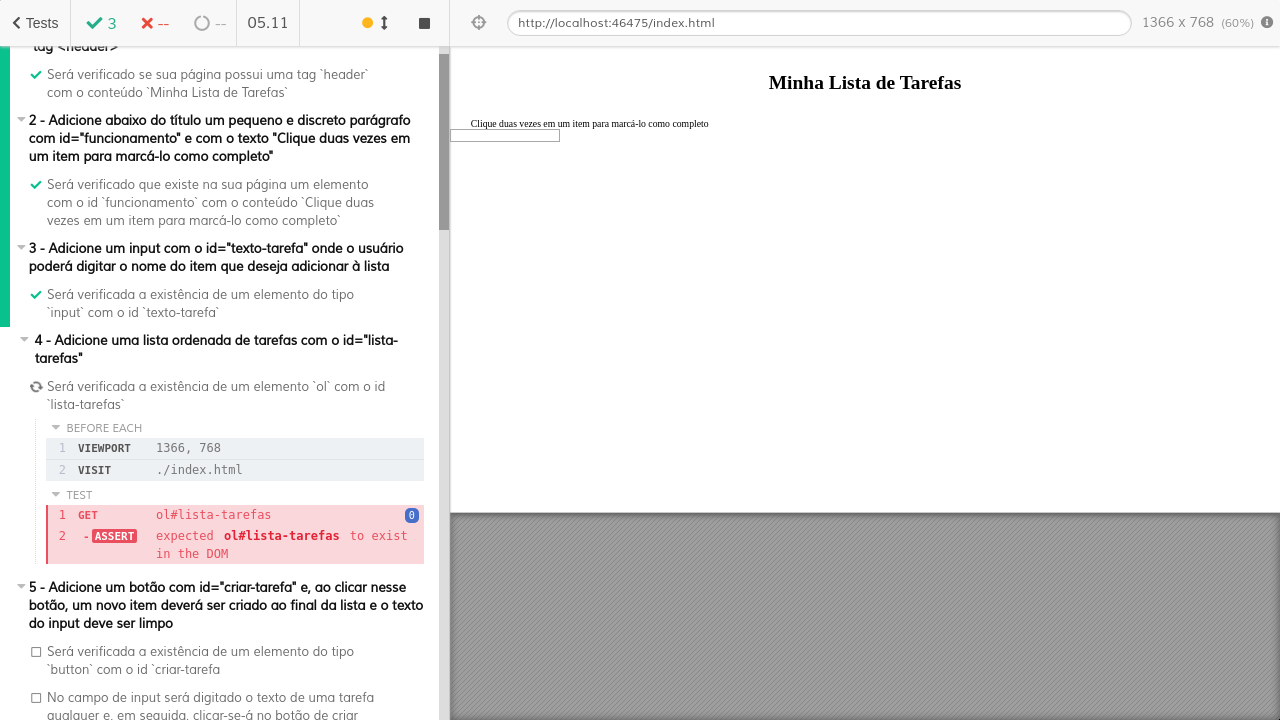 Tests
3
--
--
05.11
http://localhost:46475/index.html
1366 x 768 (60%)
tag <header>
Será verificado se sua página possui uma tag `header`
com o conteúdo `Minha Lista de Tarefas`
2 - Adicione abaixo do título um pequeno e discreto parágrafo
com id="funcionamento" e com o texto "Clique duas vezes em
um item para marcá-lo como completo"
Será verificado que existe na sua página um elemento
com o id `funcionamento` com o conteúdo `Clique duas
vezes em um item para marcá-lo como completo`
3 - Adicione um input com o id="texto-tarefa" onde o usuário
poderá digitar o nome do item que deseja adicionar à lista
Será verificada a existência de um elemento do tipo
`input` com o id `texto-tarefa`
4 - Adicione uma lista ordenada de tarefas com o id="lista-
tarefas"
Será verificada a existência de um elemento `ol` com o id
`lista-tarefas`
BEFORE EACH
1 VIEWPORT 1366, 768
2 VISIT ./index.html
TEST
1 GET ol#lista-tarefas 0
2 -ASSERT expected ol#lista-tarefas to exist
in the DOM
5 - Adicione um botão com id="criar-tarefa" e, ao clicar nesse
botão, um novo item deverá ser criado ao final da lista e o texto
do input deve ser limpo
Será verificada a existência de um elemento do tipo
`button` com o id `criar-tarefa
No campo de input será digitado o texto de uma tarefa
qualquer e, em seguida, clicar-se-á no botão de criar
Minha Lista de Tarefas
Clique duas vezes em um item para marcá-lo como completo